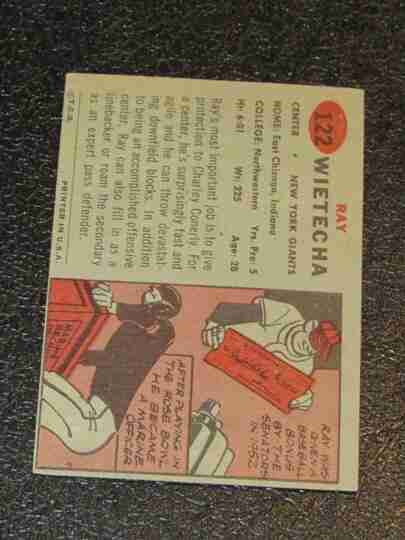 122
RAY
WIETECHA
CENTER • NEW YORK GIANTS
HOME: East Chicago, Indiana
COLLEGE: Northwestern Yrs. Pro: 5
Ht: 6-01 Wt: 225 Age: 28
Ray's most important job is to give
protection to Charley Conerly. For
a center, he's surprisingly fast and
agile and he can throw devastat-
ing downfield blocks. In addition
to being an accomplished offensive
center, Ray can also fill in as a
linebacker or roam the secondary
as an expert pass defender.
©T.C.G. PRINTED IN U.S.A.
RAY WAS
GIVEN A
BASEBALL
BONUS
BY THE
SENATORS
IN 1950
AFTER PLAYING IN
THE ROSE BOWL
HE BECAME
A MARINE
OFFICER